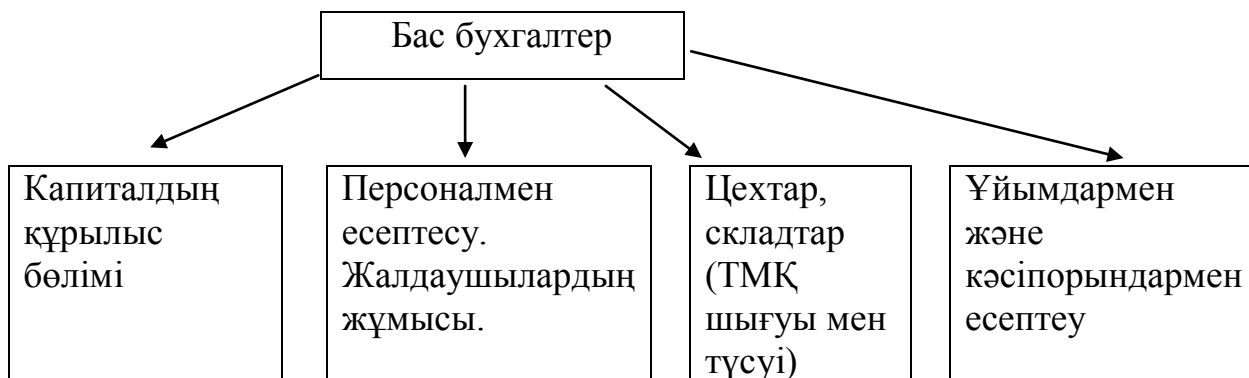 Бас бухгалтер
Капиталдың
құрылыс
бөлімі
Персоналмен
есептесу.
Жалдаушылардың
жұмысы.
Цехтар,
складтар
(ТМҚ
шығуы мен
түсуі)
Ұйымдармен
және
кәсіпорындармен
есептеу